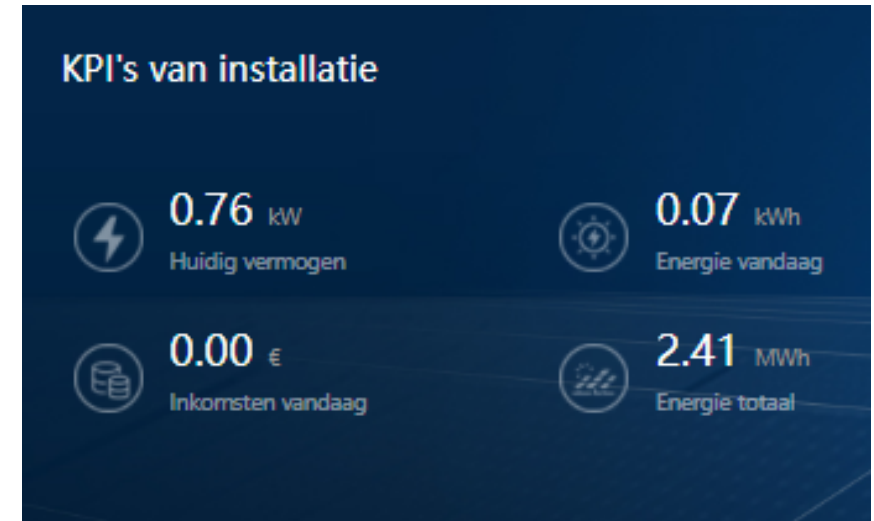 KPI's van installatie
0.76 kW
Huidig vermogen
0.07 kWh
Energie vandaag
0.00 €
Inkomsten vandaag
2.41 MWh
Energie totaal